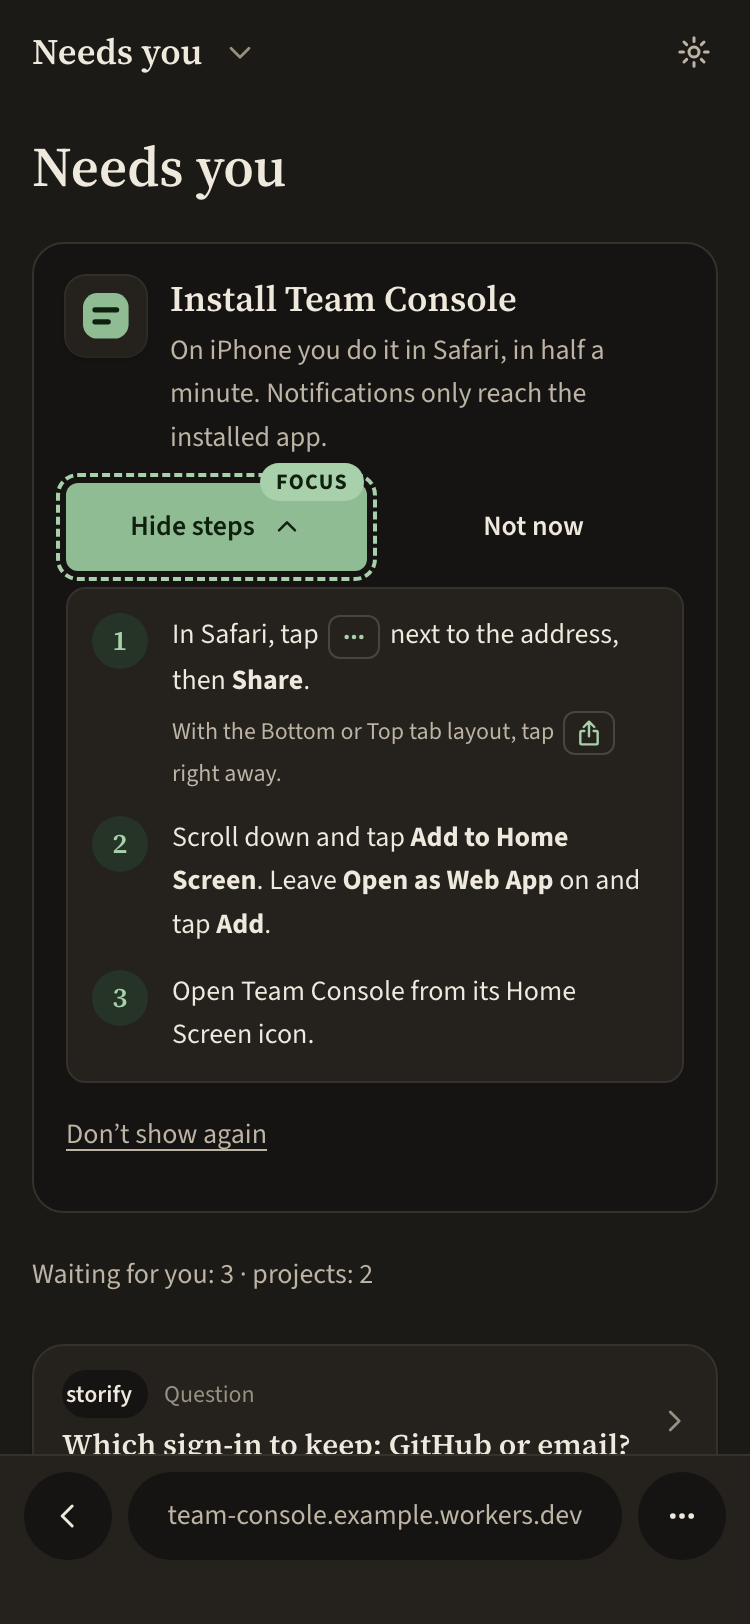 Needs you
Needs you
Install Team Console
On iPhone you do it in Safari, in half a
minute. Notifications only reach the
installed app.
FOCUS
Hide steps
Not now
1
In Safari, tap ••• next to the address,
then Share.
With the Bottom or Top tab layout, tap
right away.
2
Scroll down and tap Add to Home
Screen. Leave Open as Web App on and
tap Add.
3
Open Team Console from its Home
Screen icon.
Don’t show again
Waiting for you: 3 · projects: 2
storify
Question
Which sign-in to keep: GitHub or email?
team-console.example.workers.dev